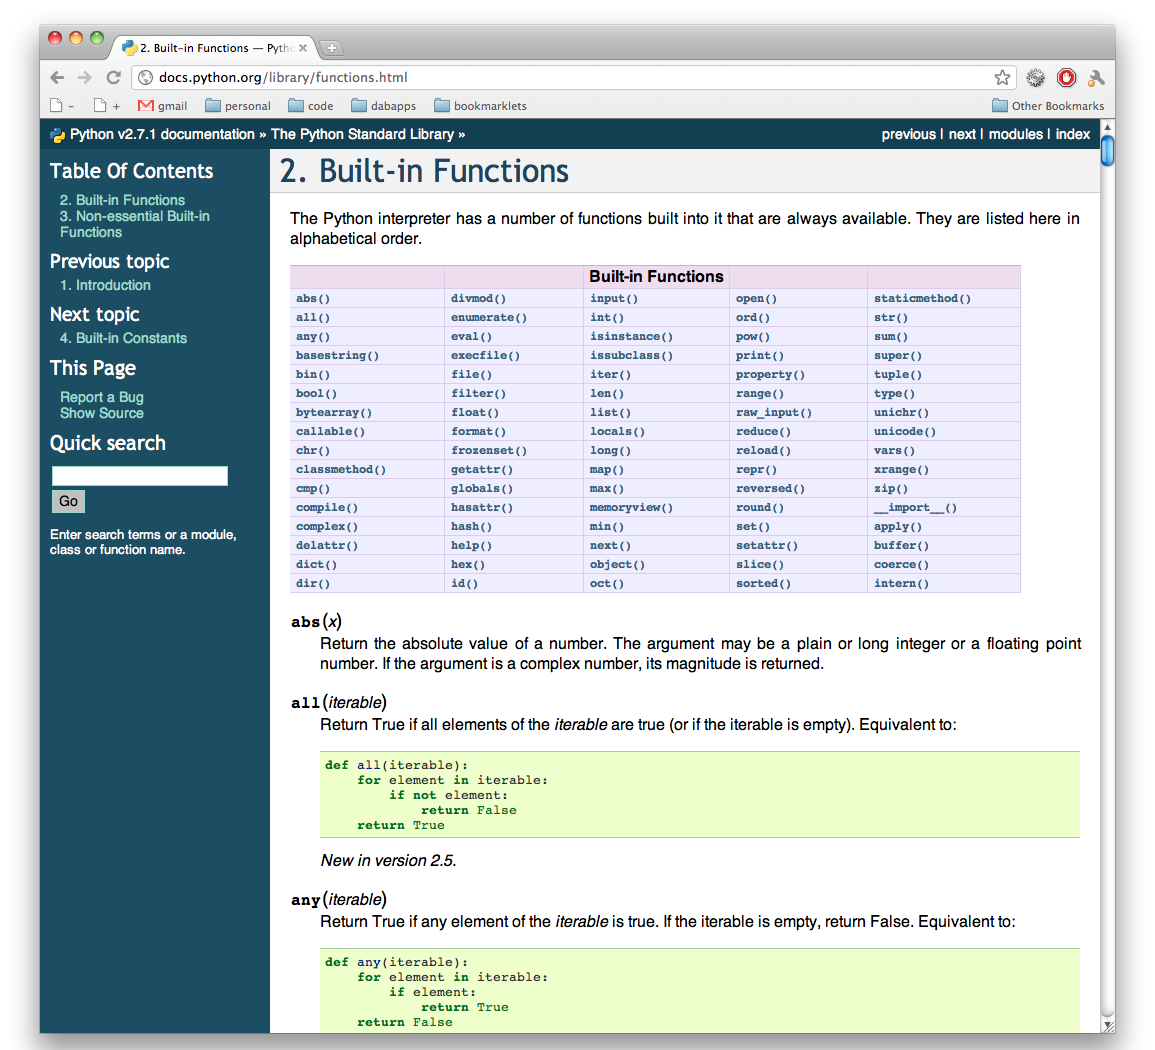 2. Built-in Functions — Pytho
docs.python.org/library/functions.html
- + gmail personal code dabapps bookmarklets Other Bookmarks
Python v2.7.1 documentation » The Python Standard Library » previous | next | modules | index
Table Of Contents
2. Built-in Functions
3. Non-essential Built-in
Functions
Previous topic
1. Introduction
Next topic
4. Built-in Constants
This Page
Report a Bug
Show Source
Quick search
Go
Enter search terms or a module,
class or function name.
2. Built-in Functions
The Python interpreter has a number of functions built into it that are always available. They are listed here in
alphabetical order.
Built-in Functions
abs() divmod() input() open() staticmethod()
all() enumerate() int() ord() str()
any() eval() isinstance() pow() sum()
basestring() execfile() issubclass() print() super()
bin() file() iter() property() tuple()
bool() filter() len() range() type()
bytearray() float() list() raw_input() unichr()
callable() format() locals() reduce() unicode()
chr() frozenset() long() reload() vars()
classmethod() getattr() map() repr() xrange()
cmp() globals() max() reversed() zip()
compile() hasattr() memoryview() round() __import__()
complex() hash() min() set() apply()
delattr() help() next() setattr() buffer()
dict() hex() object() slice() coerce()
dir() id() oct() sorted() intern()
abs(x)
Return the absolute value of a number. The argument may be a plain or long integer or a floating point
number. If the argument is a complex number, its magnitude is returned.
all(iterable)
Return True if all elements of the iterable are true (or if the iterable is empty). Equivalent to:
def all(iterable):
for element in iterable:
if not element:
return False
return True
New in version 2.5.
any(iterable)
Return True if any element of the iterable is true. If the iterable is empty, return False. Equivalent to:
def any(iterable):
for element in iterable:
if element:
return True
return False